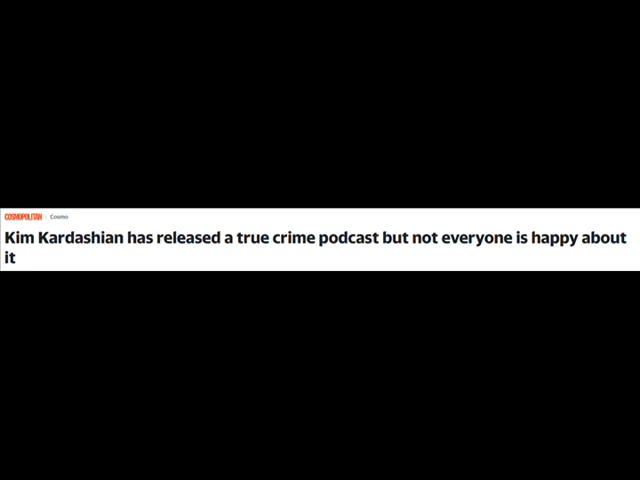 COSMOPOLITAN | Cosmo
Kim Kardashian has released a true crime podcast but not everyone is happy about
it